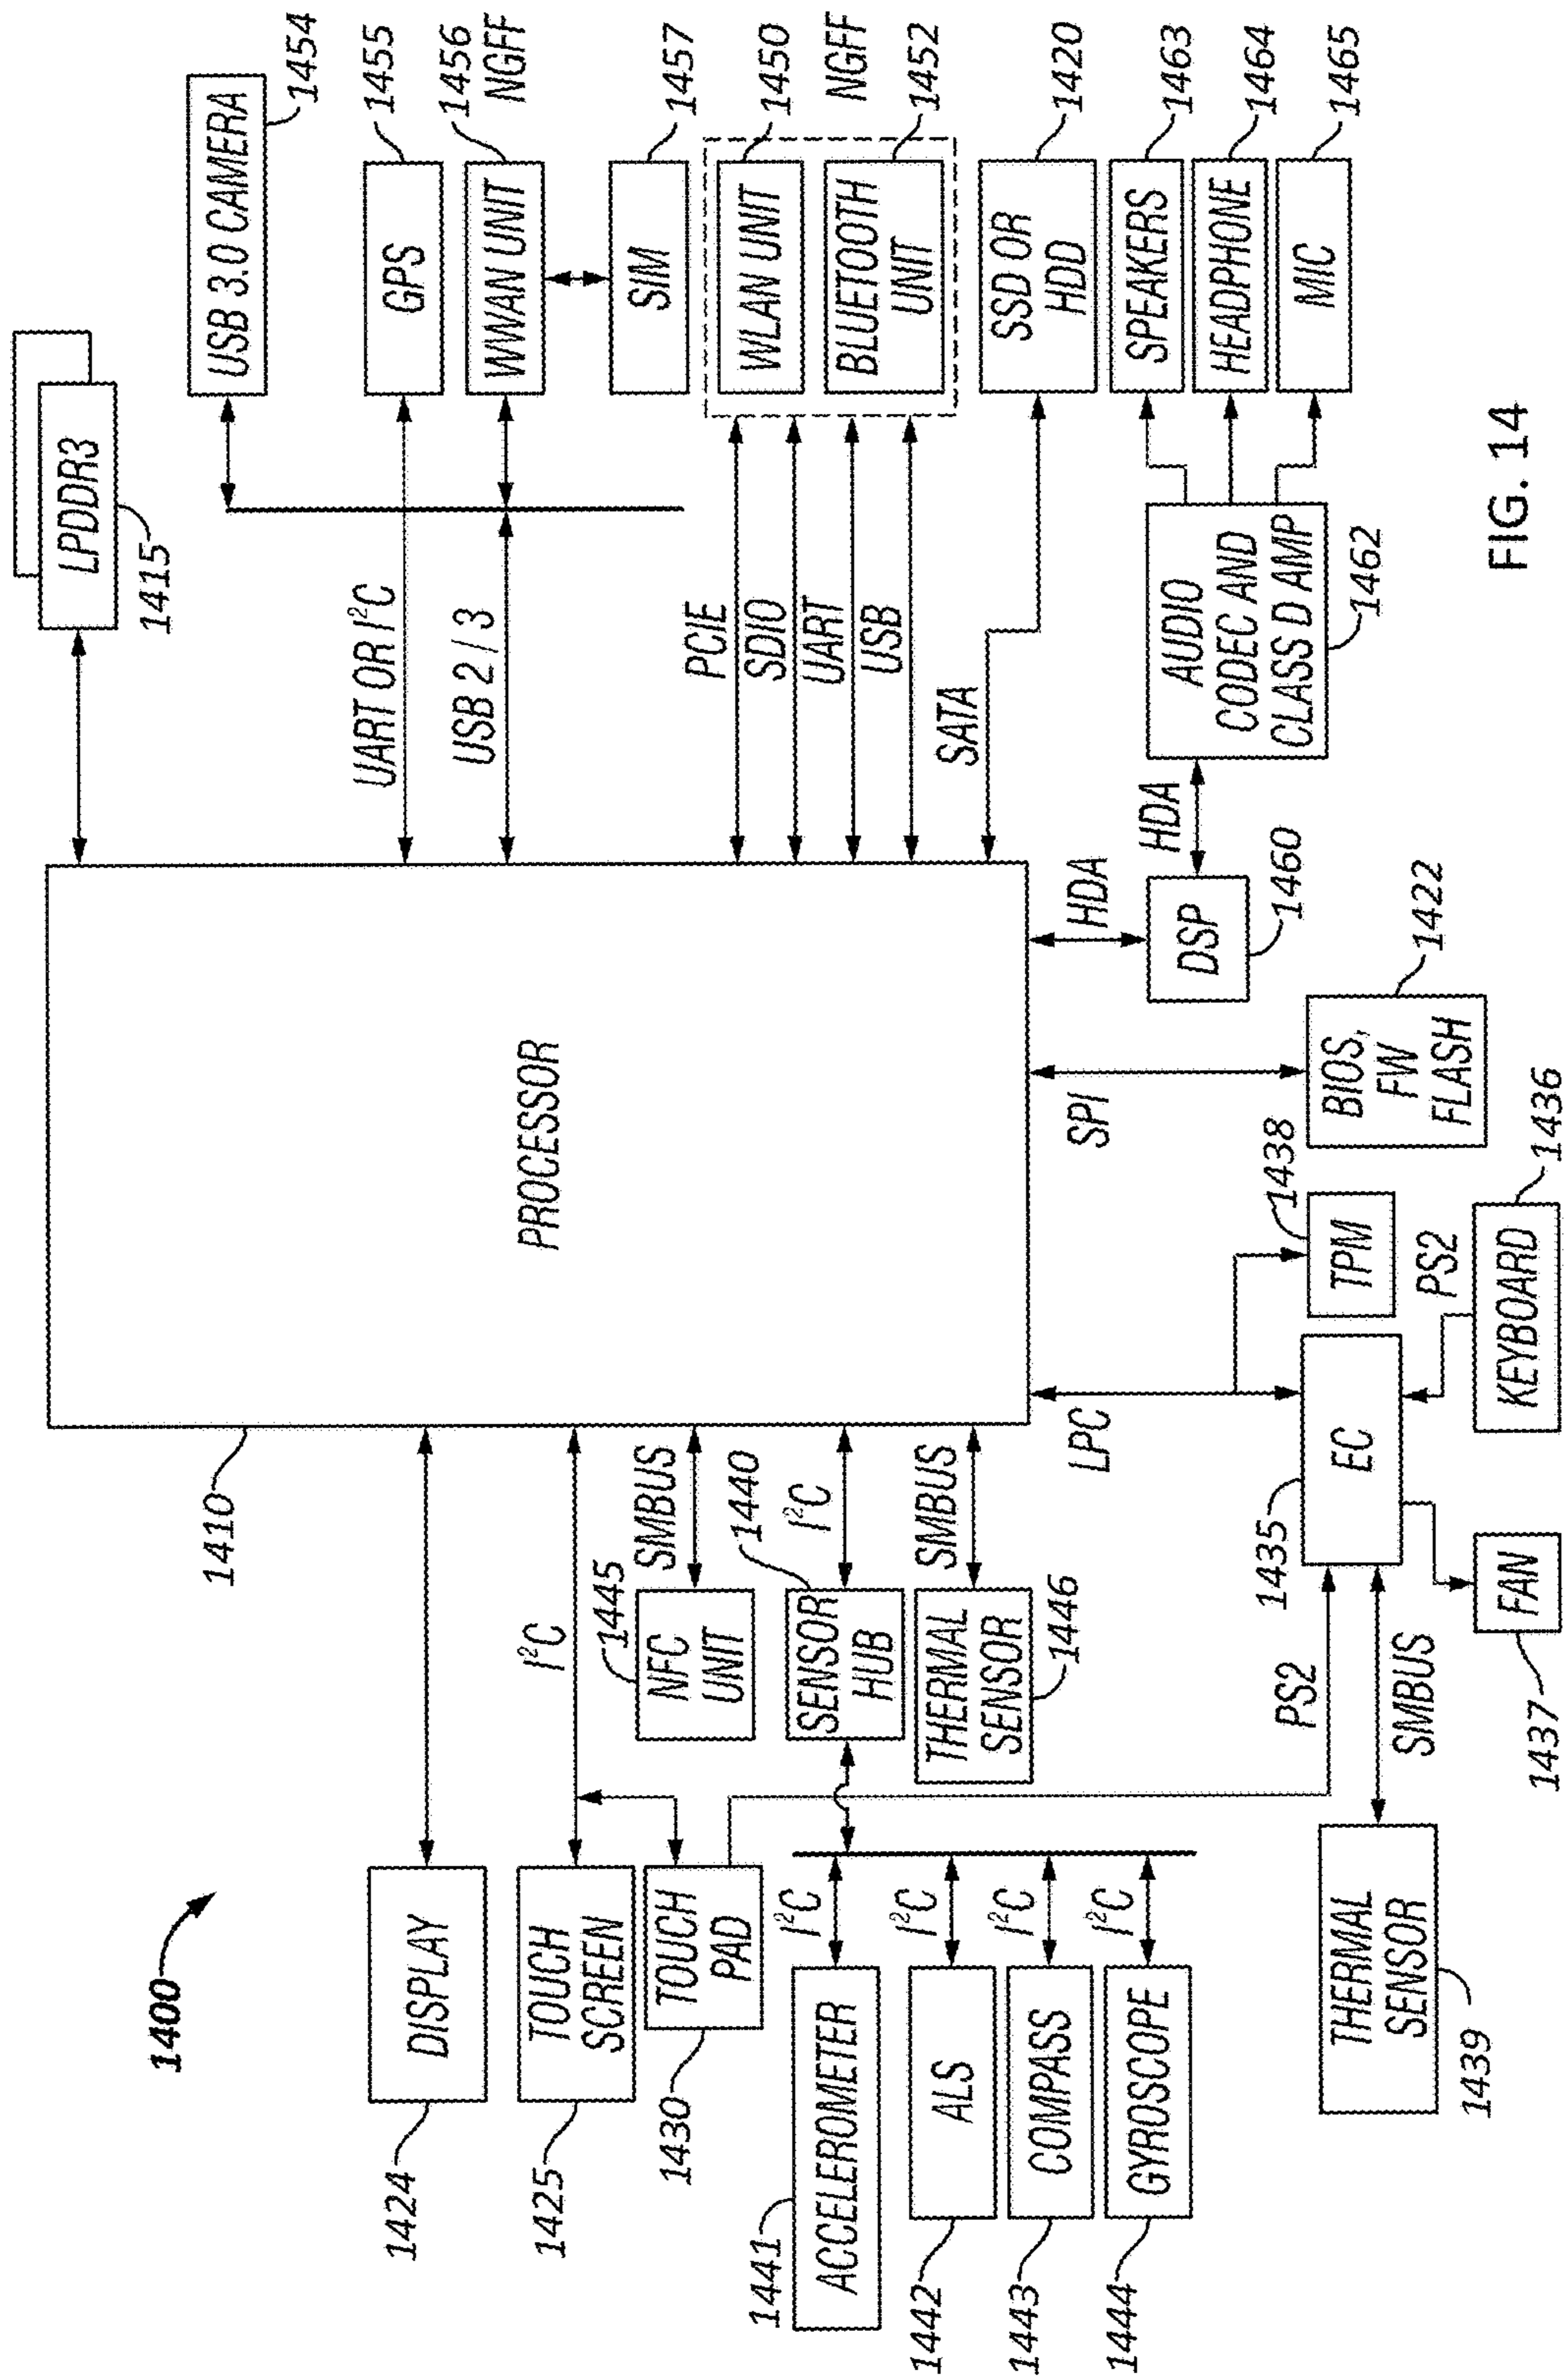 1400
LPDDR3
1415
USB 3.0 CAMERA
1454
DISPLAY
1424
1410
PROCESSOR
UART OR I²C
GPS
1455
TOUCH
SCREEN
1425
I²C
USB 2 / 3
WWAN UNIT
1456
NGFF
SIM
1457
TOUCH
PAD
1430
NFC
UNIT
1445
SMBUS
PCIE
SDIO
UART
USB
WLAN UNIT
1450
BLUETOOTH
UNIT
NGFF
1452
ACCELEROMETER
1441
I²C
SENSOR
HUB
1440
I²C
ALS
1442
I²C
THERMAL
SENSOR
1446
SMBUS
SATA
SSD OR
HDD
1420
COMPASS
1443
I²C
GYROSCOPE
1444
I²C
LPC
SPI
HDA
DSP
1460
HDA
AUDIO
CODEC AND
CLASS D AMP
1462
SPEAKERS
1463
HEADPHONE
1464
MIC
1465
THERMAL
SENSOR
1439
PS2
SMBUS
1435
EC
TPM
1438
BIOS,
FW
FLASH
1422
FAN
1437
PS2
KEYBOARD
1436
FIG. 14